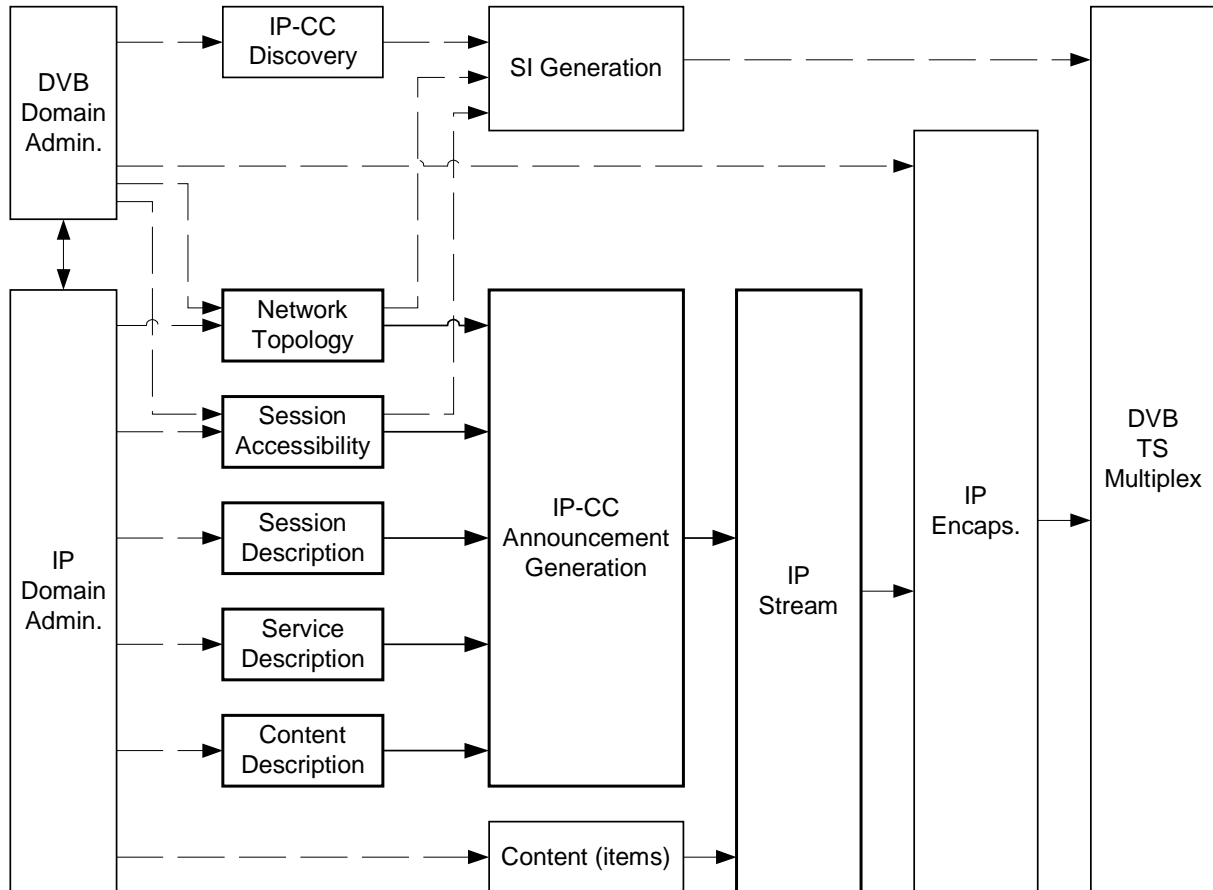 IP-CC
Discovery
SI Generation
DVB
Domain
Admin.
Network
Topology
Session
Accessibility
Session
Description
Service
Description
Content
Description
IP
Domain
Admin.
IP-CC
Announcement
Generation
Content (items)
IP
Stream
IP
Encaps.
DVB
TS
Multiplex